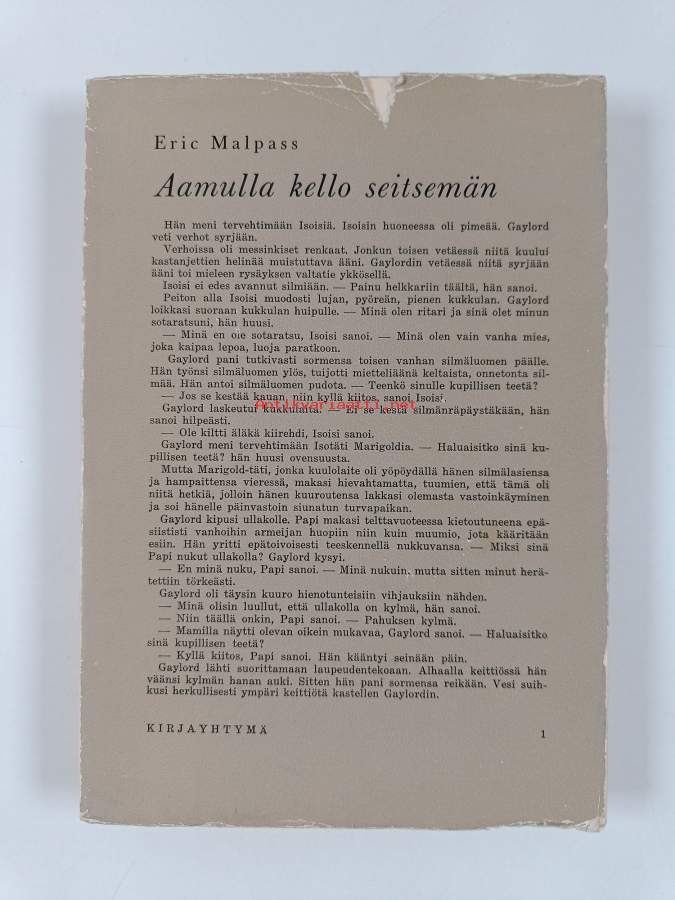 Eric Malpass
Aamulla kello seitsemän
Hän meni tervehtimään Isoisiä. Isoisin huoneessa oli pimeää. Gaylord
veti verhot syrjään.
Verhoissa oli messinkiset renkaat. Jonkun toisen vetäessä niitä kuului
kastanjettien helinää muistuttava ääni. Gaylordin vetäessä niitä syrjään
ääni toi mieleen rysäyksen valtatie ykkösellä.
Isoisi ei edes avannut silmiään. — Painu helkkariin täältä, hän sanoi.
Peiton alla Isoisi muodosti lujan, pyöreän, pienen kukkulan. Gaylord
loikkasi suoraan kukkulan huipulle. — Minä olen ritari ja sinä olet minun
sotaratsuni, hän huusi.
— Minä en ole sotaratsu, Isoisi sanoi. — Minä olen vain vanha mies,
joka kaipaa lepoa, luoja paratkoon.
Gaylord pani tutkivasti sormensa toisen vanhan silmäluomen päälle.
Hän työnsi silmäluomen ylös, tuijotti mietteliäänä keltaista, onnetonta sil-
mää. Hän antoi silmäluomen pudota. — Teenkö sinulle kupillisen teetä?
— Jos se kestää kauan, niin kyllä kiitos, sanoi Isoisi.
Antikvariaatti.net
Gaylord laskeutui kukkulalta. — Ei se kestä silmänräpäystäkään, hän
sanoi hilpeästi.
— Ole kiltti äläkä kiirehdi, Isoisi sanoi.
Gaylord meni tervehtimään Isotäti Marigoldia. — Haluaisitko sinä ku-
pillisen teetä? hän huusi ovensuusta.
Mutta Marigold-täti, jonka kuulolaite oli yöpöydällä hänen silmälasiensa
ja hampaittensa vieressä, makasi hievahtamatta, tuumien, että tämä oli
niitä hetkiä, jolloin hänen kuuroutensa lakkasi olemasta vastoinkäyminen
ja soi hänelle päinvastoin siunatun turvapaikan.
Gaylord kipusi ullakolle. Papi makasi telttavuoteessa kietoutuneena epä-
siististi vanhoihin armeijan huopiin niin kuin muumio, jota kääritään
esiin. Hän yritti epätoivoisesti teeskennellä nukkuvansa. — Miksi sinä
Papi nukut ullakolla? Gaylord kysyi.
— En minä nuku, Papi sanoi. — Minä nukuin, mutta sitten minut herä-
tettiin törkeästi.
Gaylord oli täysin kuuro hienotunteisiin vihjauksiin nähden.
— Minä olisin luullut, että ullakolla on kylmä, hän sanoi.
— Niin täällä onkin, Papi sanoi. — Pahuksen kylmä.
— Mamilla näytti olevan oikein mukavaa, Gaylord sanoi. — Haluaisitko
sinä kupillisen teetä?
— Kyllä kiitos, Papi sanoi. Hän kääntyi seinään päin.
Gaylord lähti suorittamaan laupeudentekoaan. Alhaalla keittiössä hän
väänsi kylmän hanan auki. Sitten hän pani sormensa reikään. Vesi suih-
kusi herkullisesti ympäri keittiötä kastellen Gaylordin.
KIRJAYHTYMÄ
1